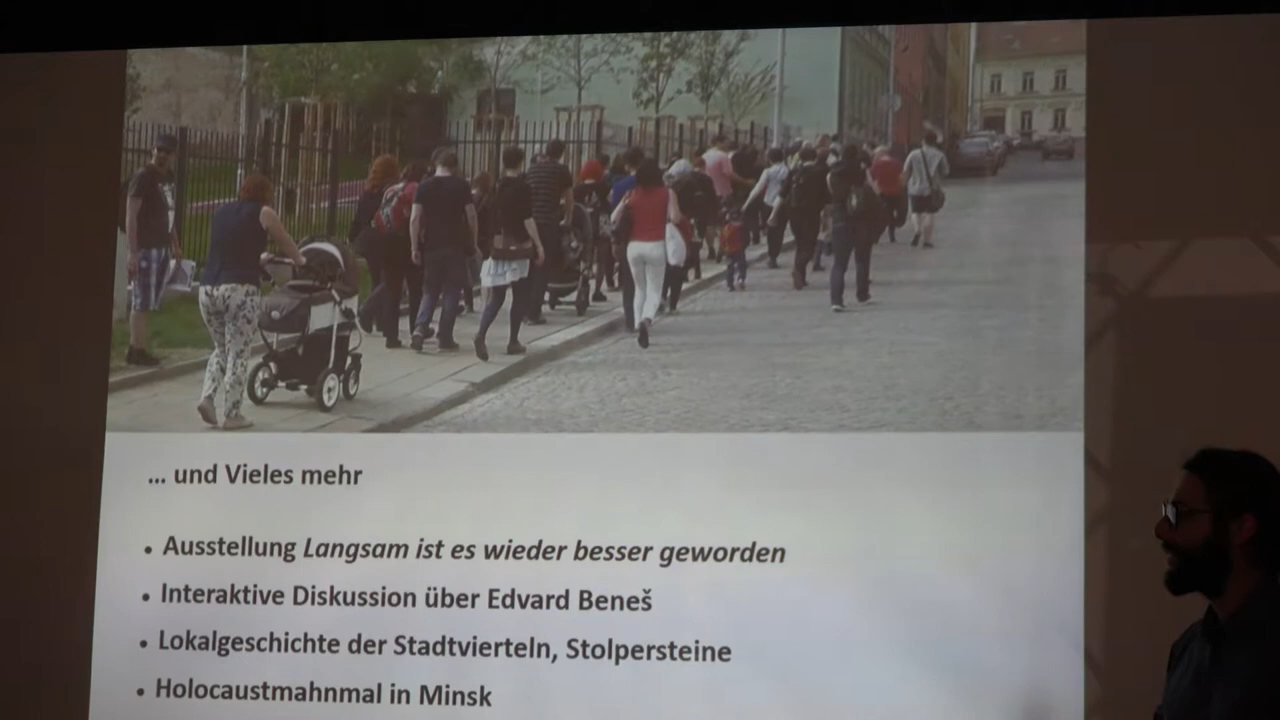 ... und Vieles mehr
• Ausstellung Langsam ist es wieder besser geworden
• Interaktive Diskussion über Edvard Beneš
• Lokalgeschichte der Stadtvierteln, Stolpersteine
• Holocaustmahnmal in Minsk